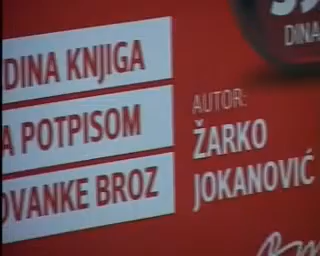 DINA KNJIGA
A POTPISOM
OVANKE BROZ
DINA
AUTOR:
ŽARKO
JOKANOVIĆ